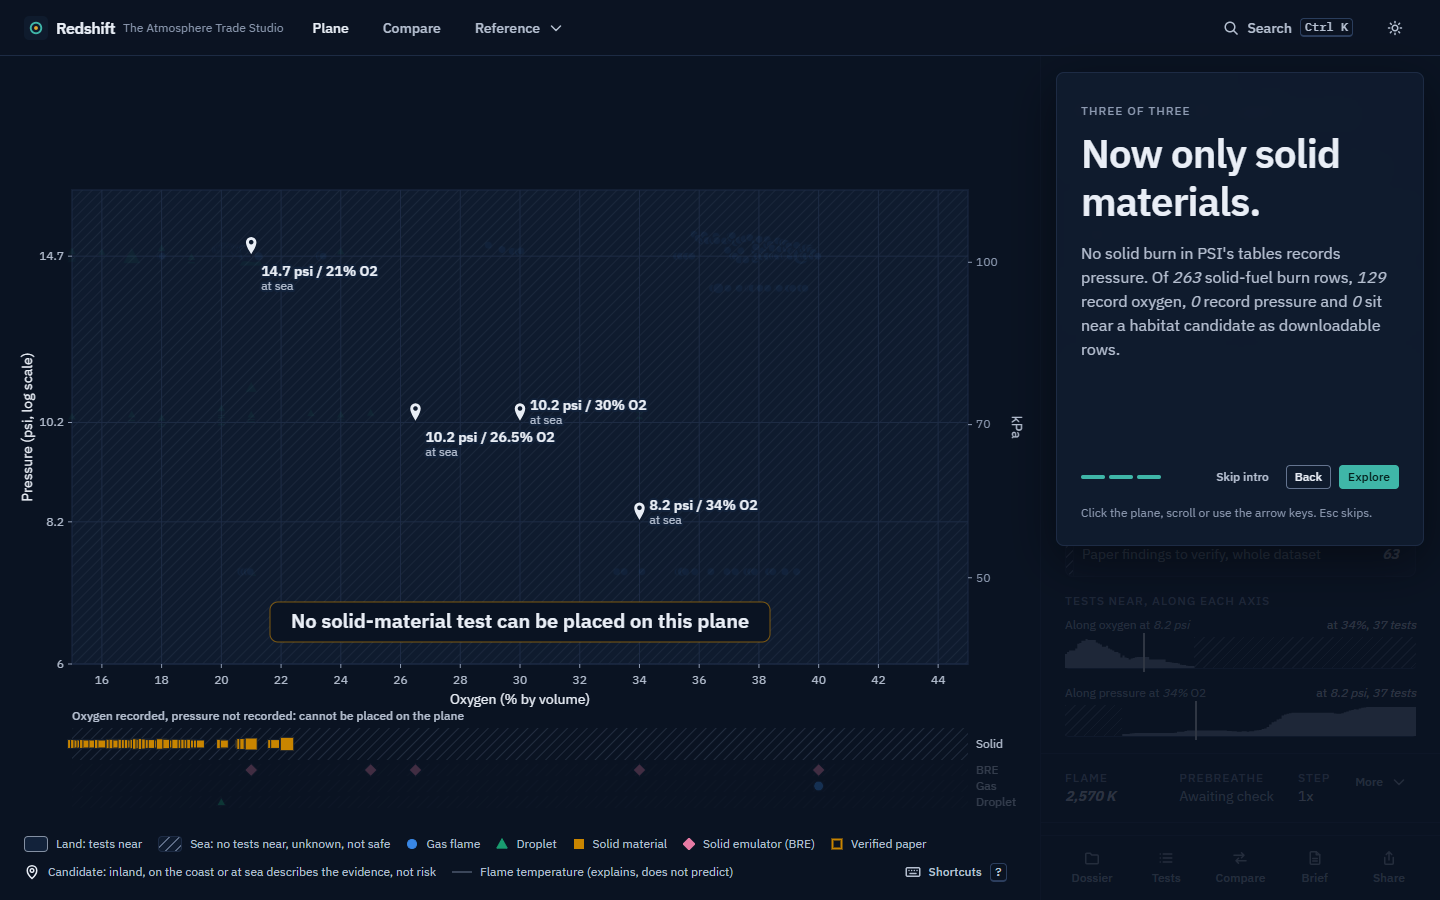 Redshift The Atmosphere Trade Studio Plane Compare Reference Search Ctrl K
THREE OF THREE
Now only solid
materials.
No solid burn in PSI's tables records
pressure. Of 263 solid-fuel burn rows, 129
record oxygen, 0 record pressure and 0 sit
near a habitat candidate as downloadable
rows.
Skip intro Back Explore
Click the plane, scroll or use the arrow keys. Esc skips.
Pressure (psi, log scale)
14.7
10.2
8.2
6
14.7 psi / 21% O2
at sea
10.2 psi / 30% O2
at sea
10.2 psi / 26.5% O2
at sea
8.2 psi / 34% O2
at sea
No solid-material test can be placed on this plane
100
70
50
kPa
16 18 20 22 24 26 28 30 32 34 36 38 40 42 44
Oxygen (% by volume)
Oxygen recorded, pressure not recorded: cannot be placed on the plane
Solid
BRE
Gas
Droplet
Land: tests near Sea: no tests near, unknown, not safe Gas flame Droplet Solid material Solid emulator (BRE) Verified paper
Candidate: inland, on the coast or at sea describes the evidence, not risk Flame temperature (explains, does not predict) Shortcuts ?
Paper findings to verify, whole dataset 63
TESTS NEAR, ALONG EACH AXIS
Along oxygen at 8.2 psi at 34%, 37 tests
Along pressure at 34% O2 at 8.2 psi, 37 tests
FLAME PREBREATHE STEP More
2,570 K Awaiting check 1x
Dossier Tests Compare Brief Share